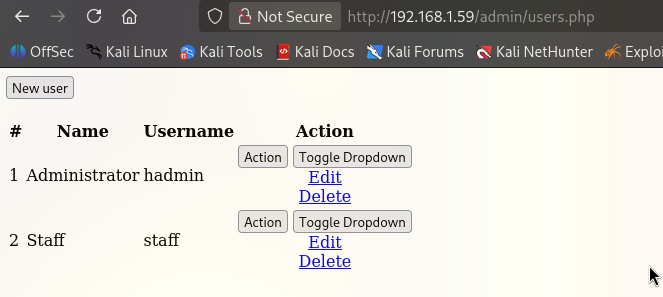 Not Secure http://192.168.1.59/admin/users.php
OffSec Kali Linux Kali Tools Kali Docs Kali Forums Kali NetHunter Exploi
New user
# Name Username Action
Action Toggle Dropdown
1 Administrator hadmin
Edit
Delete
Action Toggle Dropdown
2 Staff staff
Edit
Delete